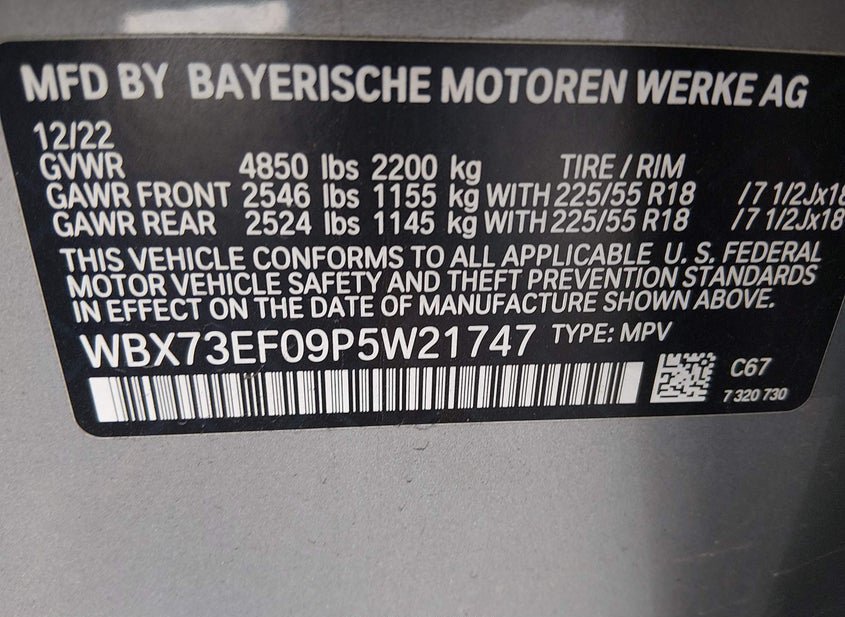 MFD BY BAYERISCHE MOTOREN WERKE AG
12/22
GVWR 4850 lbs 2200 kg TIRE / RIM
GAWR FRONT 2546 lbs 1155 kg WITH 225/55 R18 /7 1/2Jx18
GAWR REAR 2524 lbs 1145 kg WITH 225/55 R18 /7 1/2Jx18
THIS VEHICLE CONFORMS TO ALL APPLICABLE U. S. FEDERAL
MOTOR VEHICLE SAFETY AND THEFT PREVENTION STANDARDS
IN EFFECT ON THE DATE OF MANUFACTURE SHOWN ABOVE.
WBX73EF09P5W21747 TYPE: MPV
C67
7 320 730